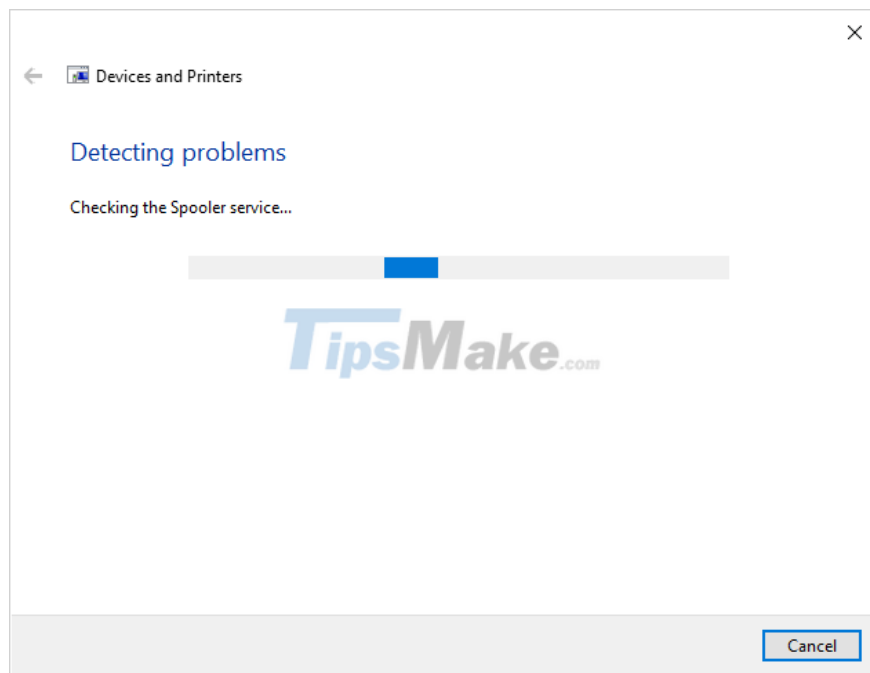 Devices and Printers
Detecting problems
Checking the Spooler service...
TipsMake.com
Cancel